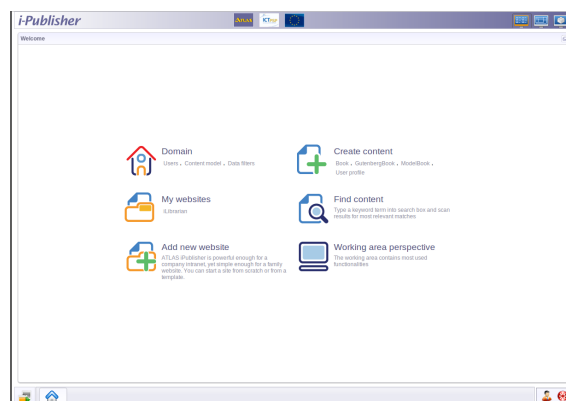 i-Publisher
ATLAS
ICT PSP
Welcome
Domain
Users , Content model , Data filters
Create content
Book , GutenbergBook , ModelBook ,
User profile
My websites
iLibrarian
Find content
Type a keyword term into search box and scan
results for most relevant matches
Add new website
ATLAS iPublisher is powerful enough for a
company intranet, yet simple enough for a family
website. You can start a site from scratch or from a
template.
Working area perspective
The working area contains most used
functionalities